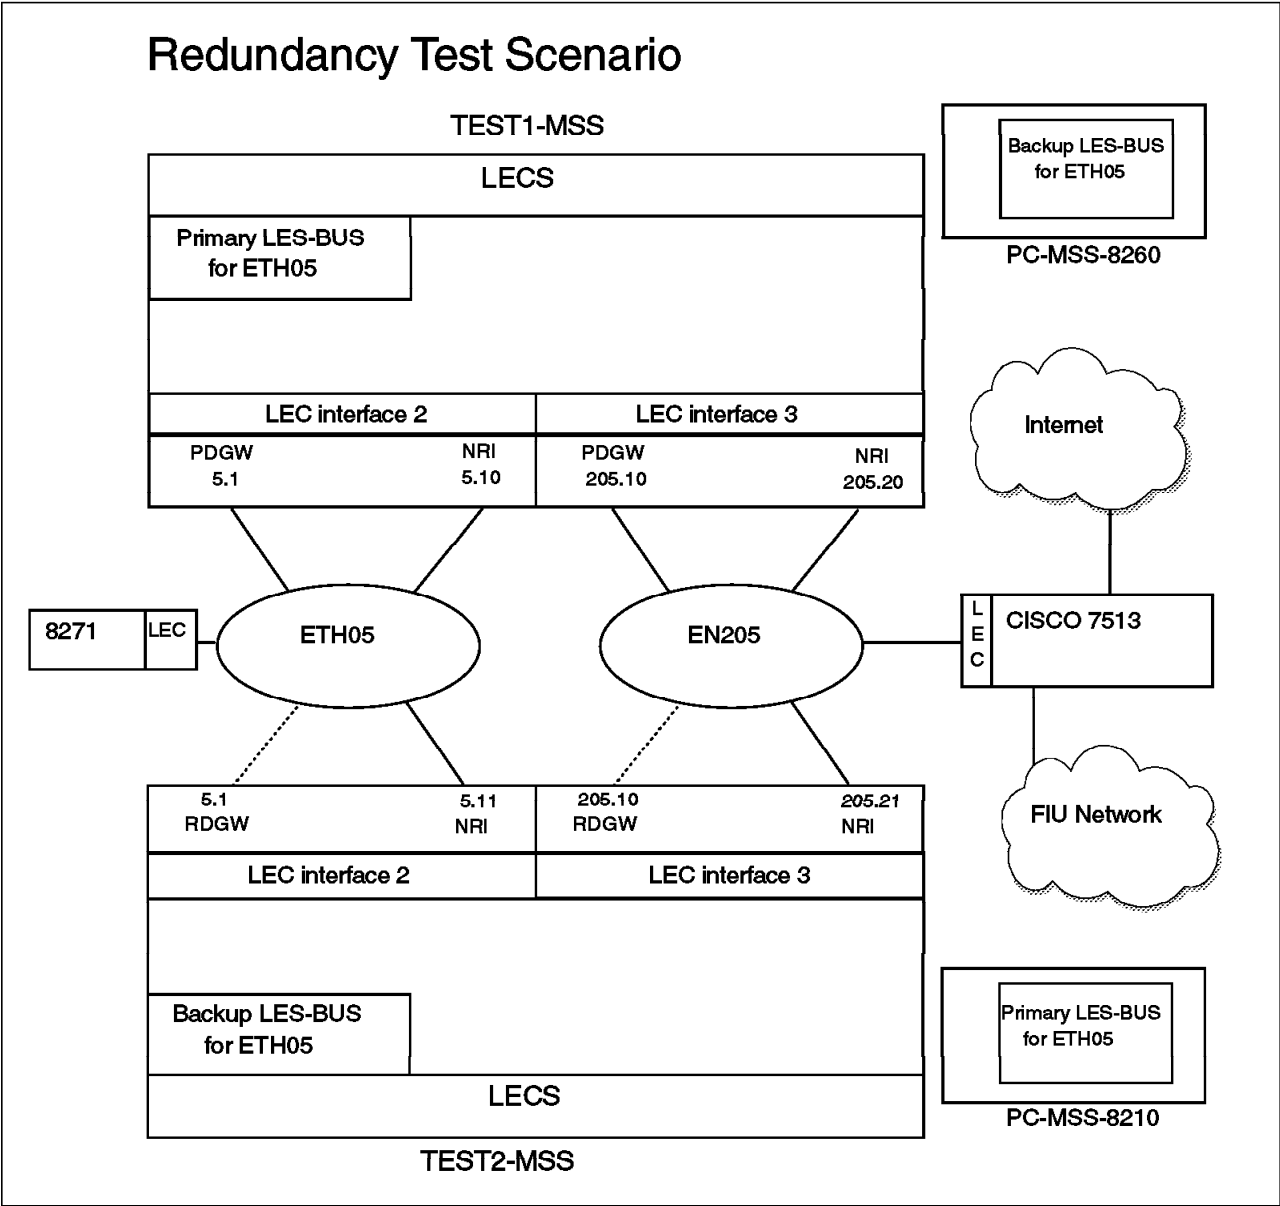 Redundancy Test Scenario
TEST1-MSS
LECS
Primary LES-BUS
for ETH05
Backup LES-BUS
for ETH05
PC-MSS-8260
LEC interface 2
LEC interface 3
PDGW
5.1
NRI
5.10
PDGW
205.10
NRI
205.20
Internet
8271
LEC
ETH05
EN205
L
E
C
CISCO 7513
5.1
RDGW
5.11
NRI
205.10
RDGW
205.21
NRI
FIU Network
LEC interface 2
LEC interface 3
Backup LES-BUS
for ETH05
LECS
TEST2-MSS
Primary LES-BUS
for ETH05
PC-MSS-8210